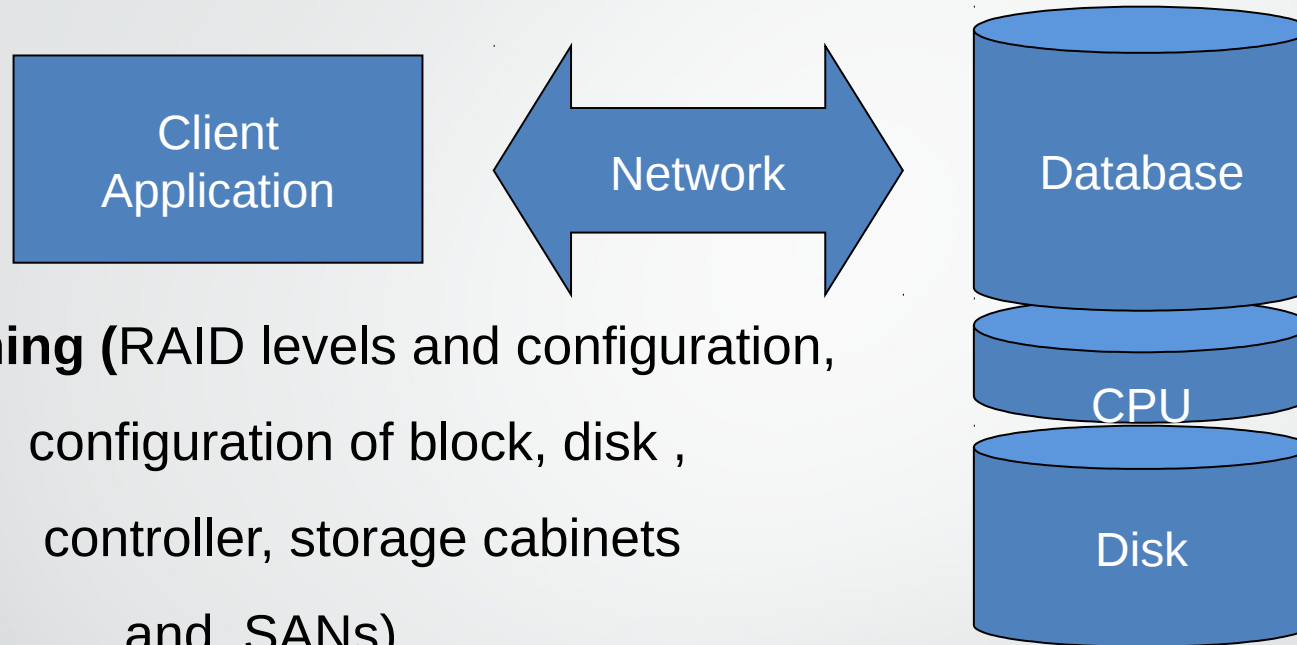 Client
Application
Network
Database
RAID levels and configuration,
configuration of block, disk ,
controller, storage cabinets
and SANs)
CPU
Disk